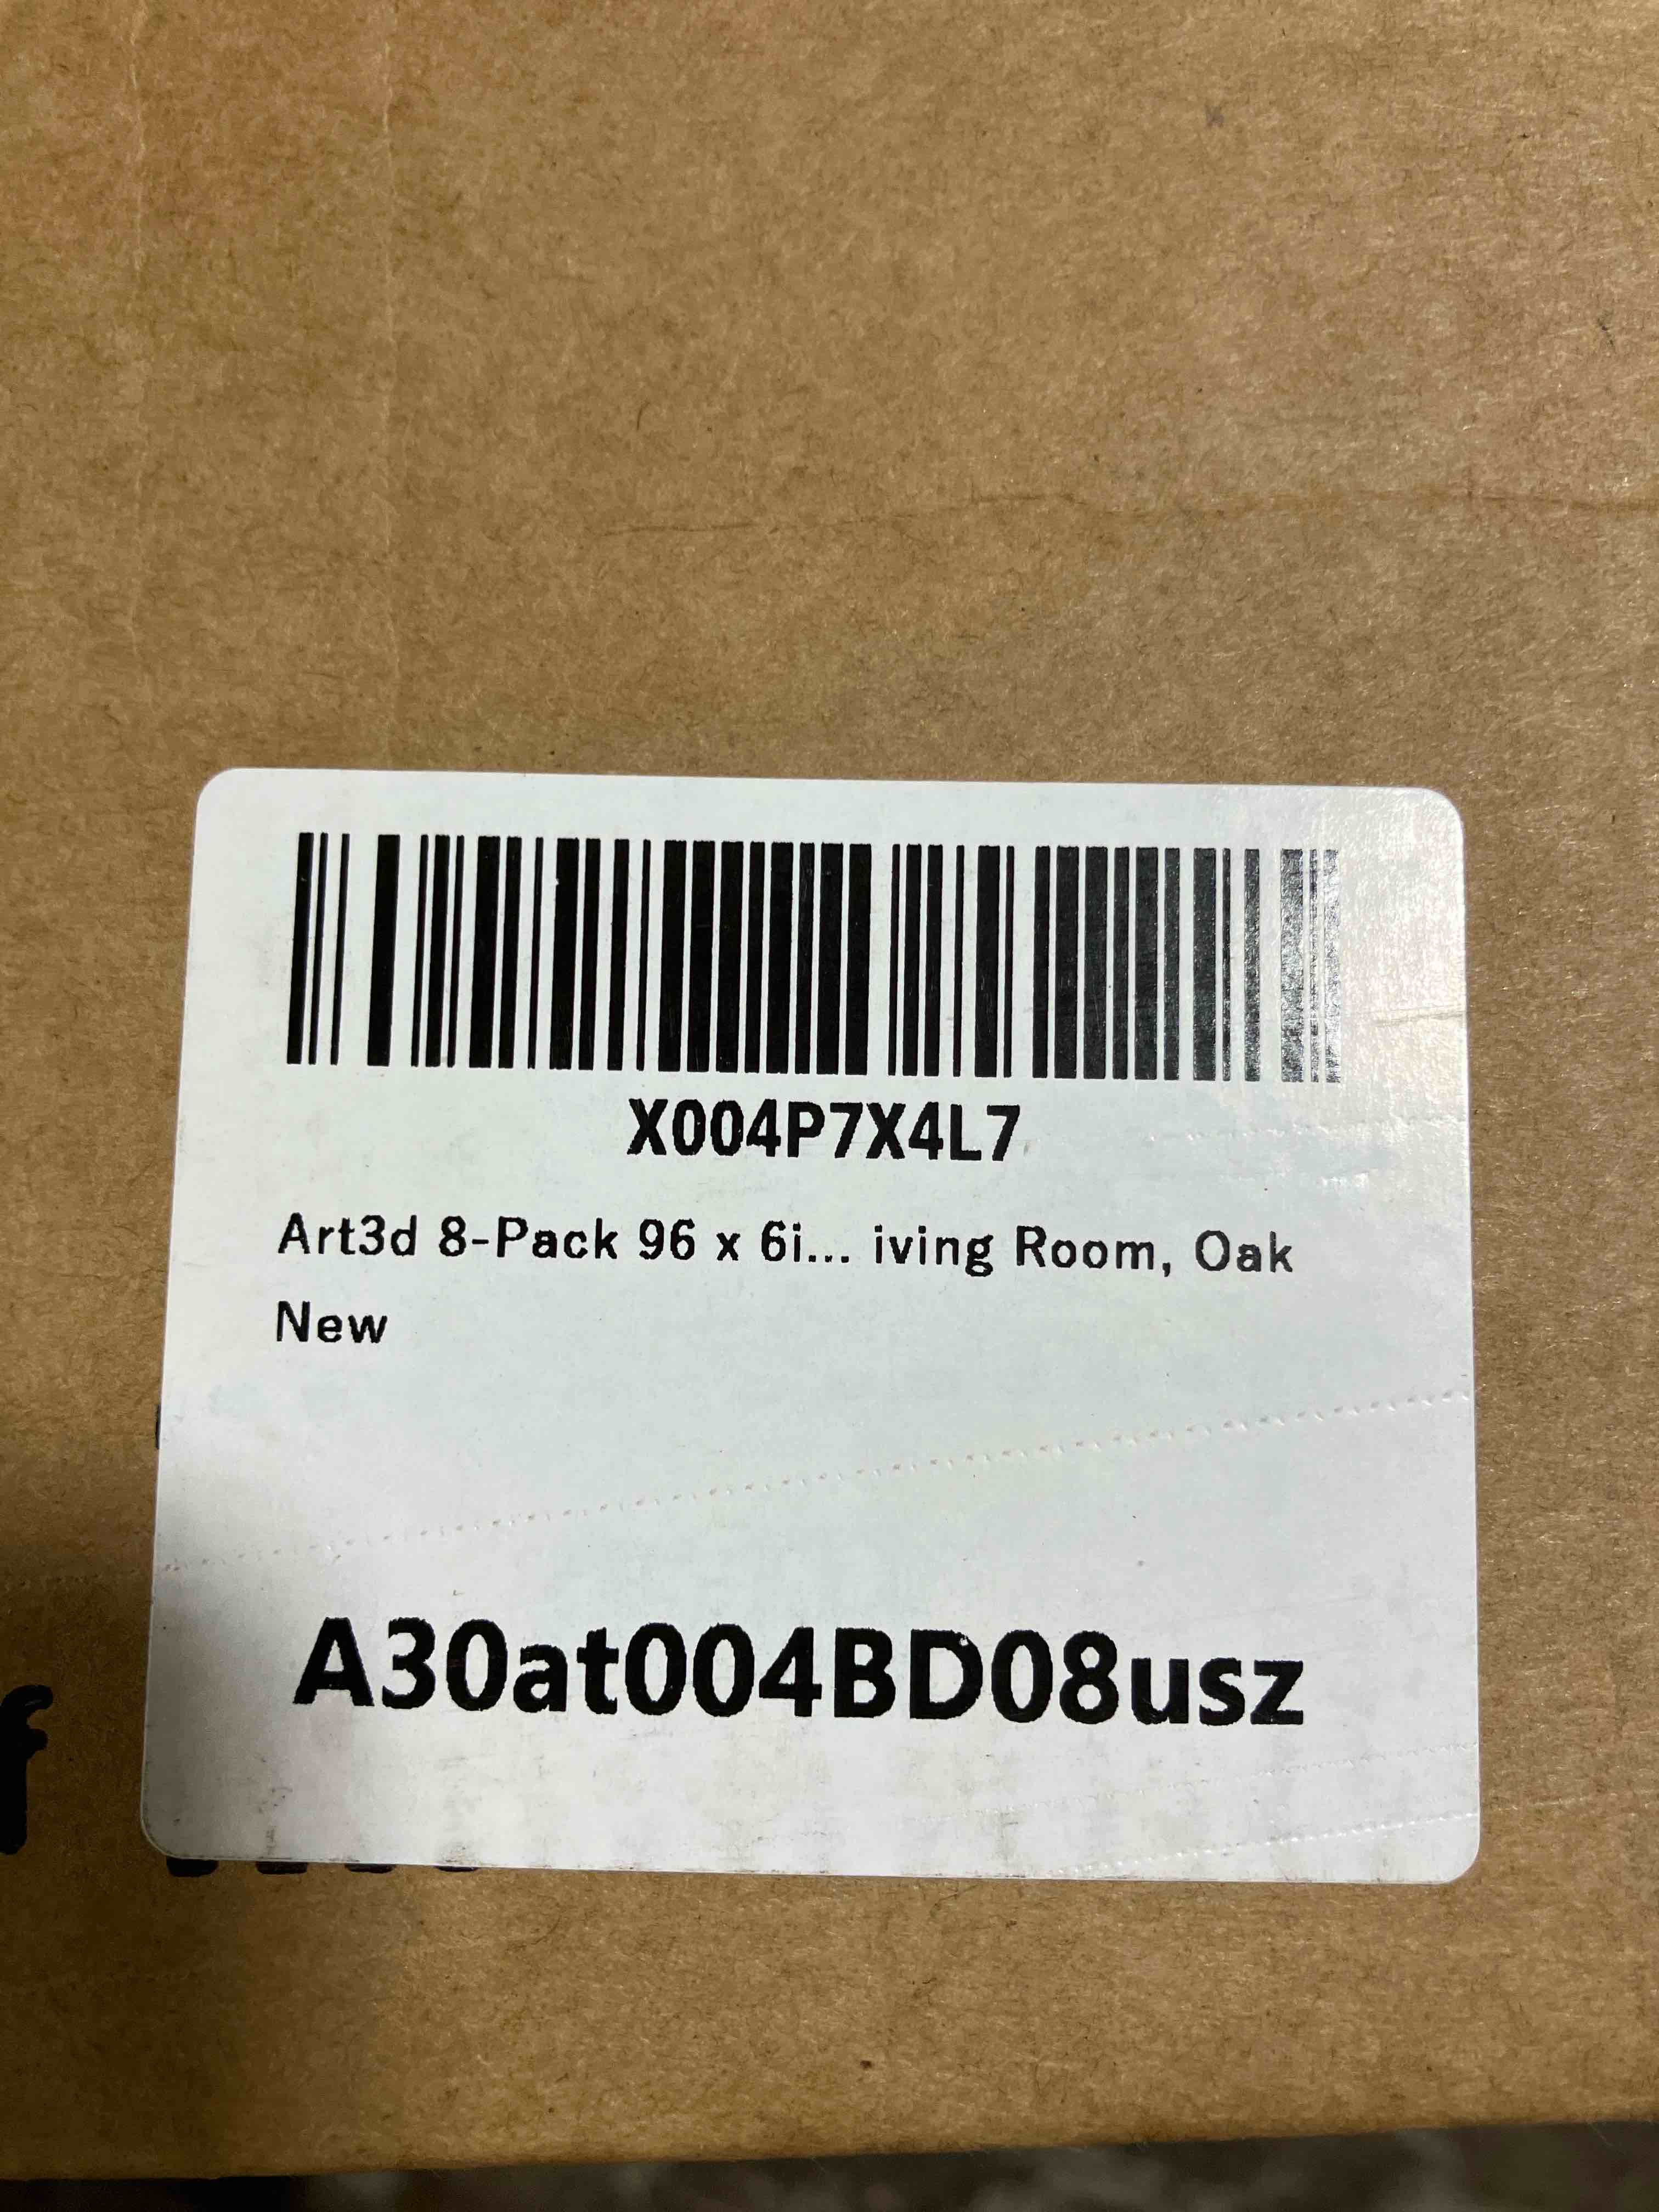 X004P7X4L7
Art3d 8-Pack 96 x 6i... iving Room, Oak
New
A30at004BD08usz
f